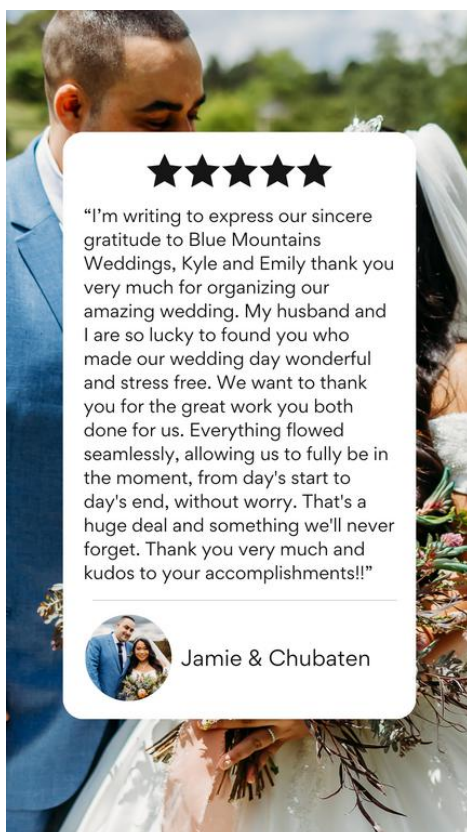 “I’m writing to express our sincere
gratitude to Blue Mountains
Weddings, Kyle and Emily thank you
very much for organizing our
amazing wedding. My husband and
I are so lucky to found you who
made our wedding day wonderful
and stress free. We want to thank
you for the great work you both
done for us. Everything flowed
seamlessly, allowing us to fully be in
the moment, from day's start to
day's end, without worry. That's a
huge deal and something we'll never
forget. Thank you very much and
kudos to your accomplishments!!”
Jamie & Chubaten